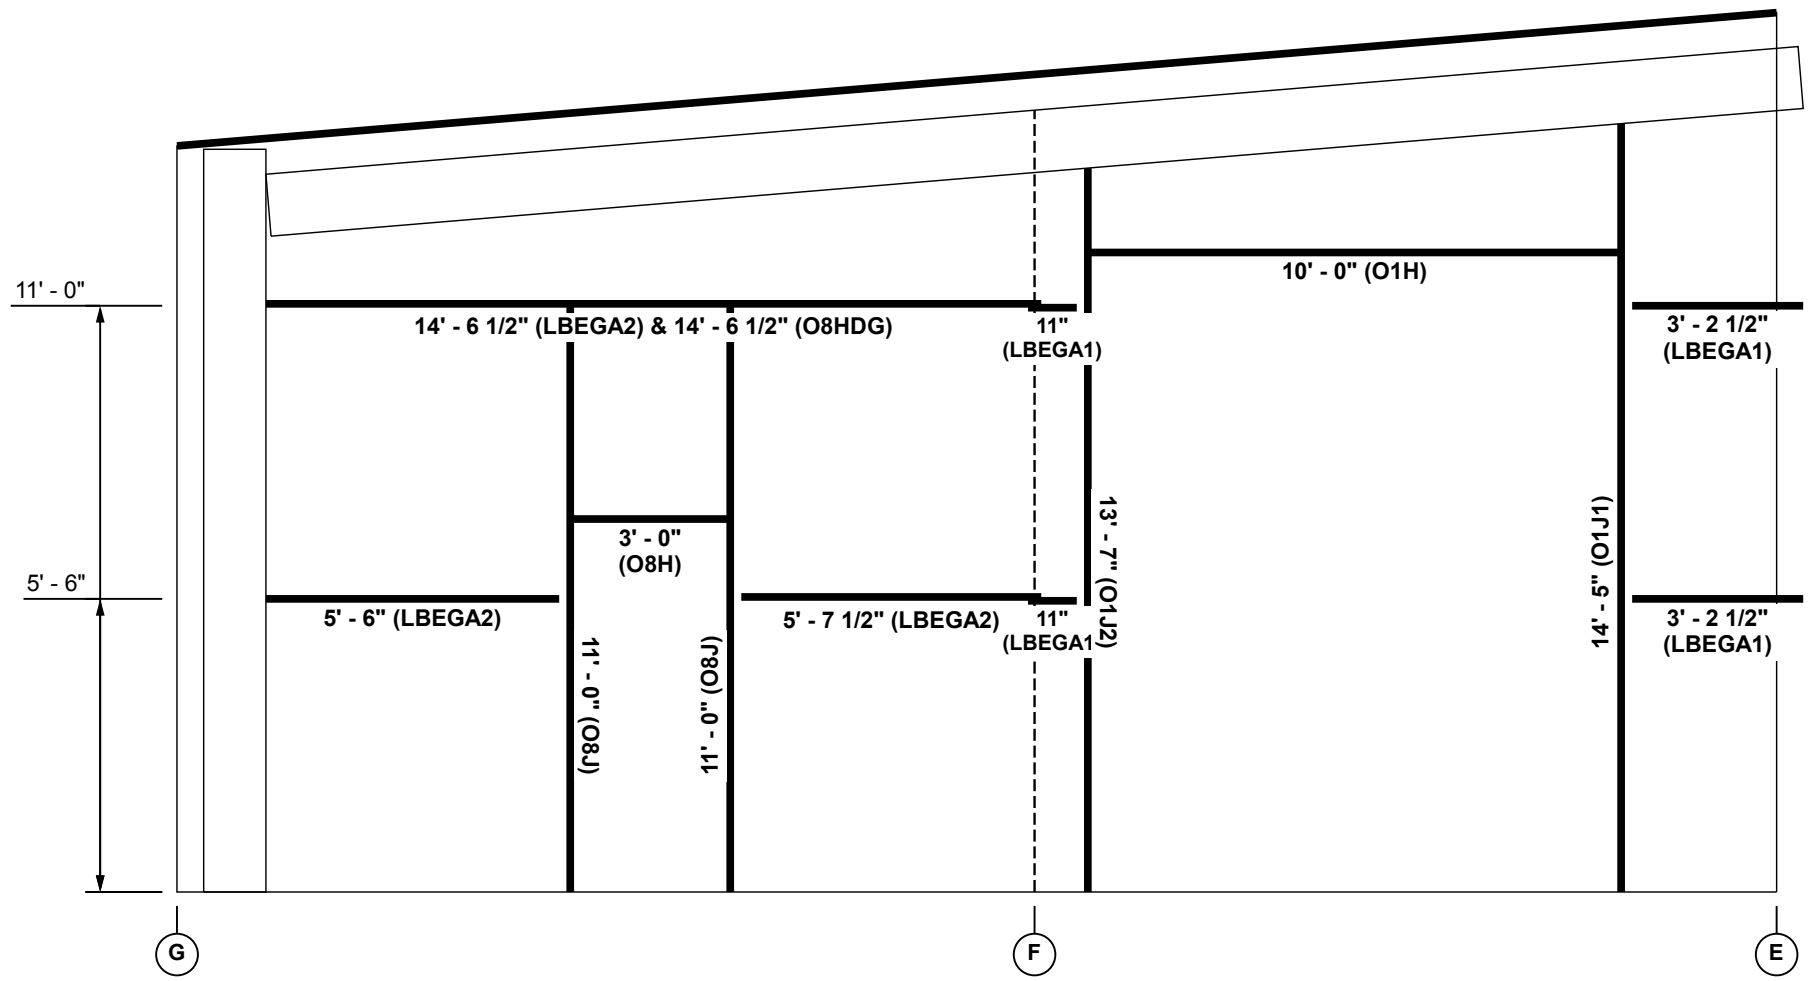 11' - 0"
10' - 0" (O1H)
14' - 6 1/2" (LBEGA2) & 14' - 6 1/2" (O8HDG)
11"
(LBEGA1)
3' - 2 1/2"
(LBEGA1)
3' - 0"
(O8H)
13' - 7" (O1J2)
14' - 5" (O1J1)
5' - 6"
5' - 6" (LBEGA2)
5' - 7 1/2" (LBEGA2)
11"
(LBEGA1
3' - 2 1/2"
(LBEGA1)
11' - 0" (O8J)
11' - 0" (O8J)
G
F
E